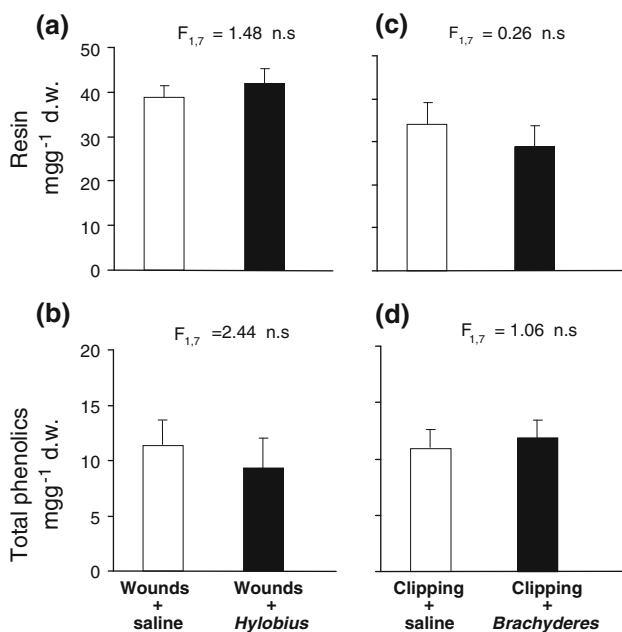 (a)
F1,7 = 1.48 n.s
(c)
F1,7 = 0.26 n.s
Resin
mgg-1 d.w.
50
40
30
20
10
0
(b)
F1,7 =2.44 n.s
(d)
F1,7 = 1.06 n.s
Total phenolics
mgg-1 d.w.
20
15
10
5
0
Wounds
+
saline
Wounds
+
Hylobius
Clipping
+
saline
Clipping
+
Brachyderes